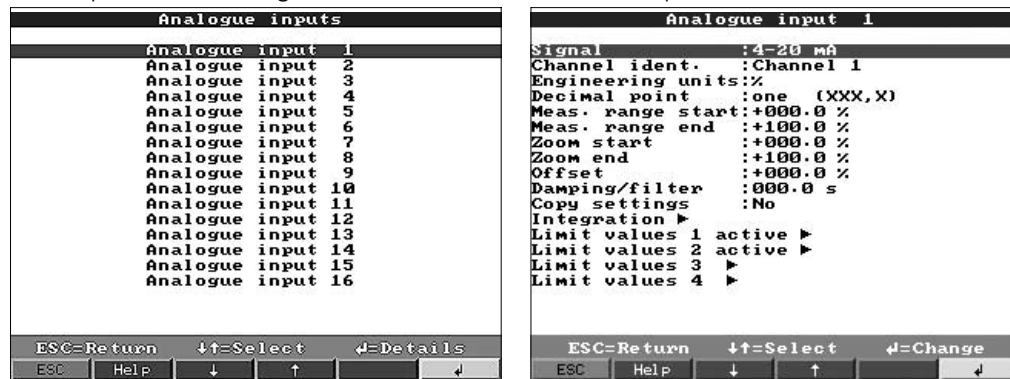 Analogue inputs
Analogue input 1
Analogue input 2
Analogue input 3
Analogue input 4
Analogue input 5
Analogue input 6
Analogue input 7
Analogue input 8
Analogue input 9
Analogue input 10
Analogue input 11
Analogue input 12
Analogue input 13
Analogue input 14
Analogue input 15
Analogue input 16
ESC=Return ↓↑=Select ↲=Details
ESC Help ↓ ↑ ↲
Analogue input 1
Signal :4-20 mA
Channel ident. :Channel 1
Engineering units:%
Decimal point :one (XXX,X)
Meas. range start:+000.0 %
Meas. range end :+100.0 %
Zoom start :+000.0 %
Zoom end :+100.0 %
Offset :+000.0 %
Damping/filter :000.0 s
Copy settings :No
Integration ►
Limit values 1 active ►
Limit values 2 active ►
Limit values 3 ►
Limit values 4 ►
ESC=Return ↓↑=Select ↲=Change
ESC Help ↓ ↑ ↲